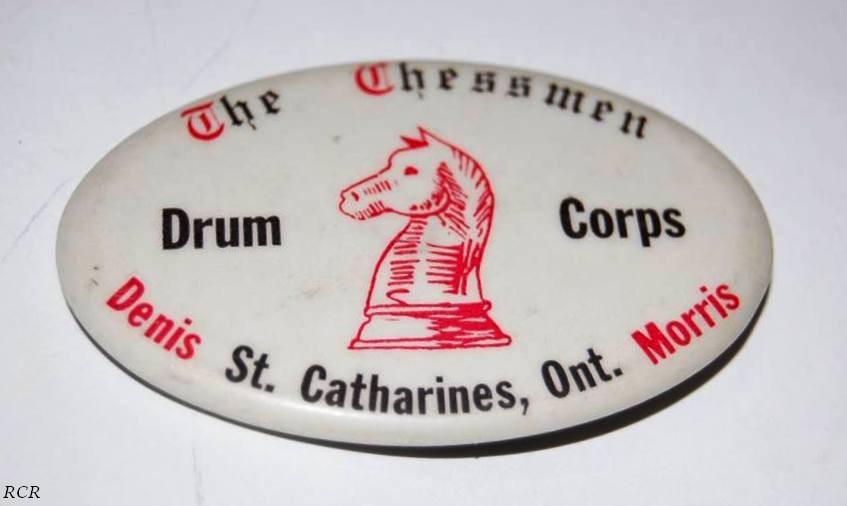 The Chessmen
Drum Corps
Denis St. Catharines, Ont. Morris
RCR